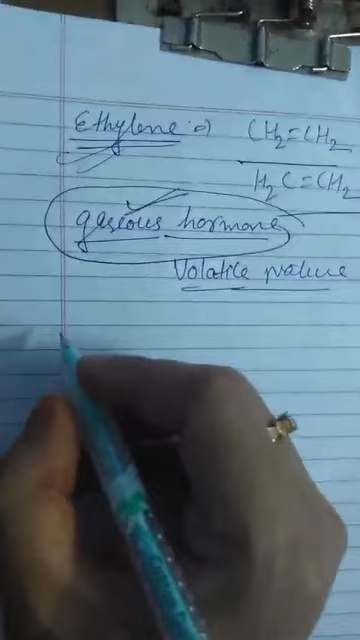 Ethylene :→ CH2=CH2
H2C=CH2
gaseous hormone
Volatile nature